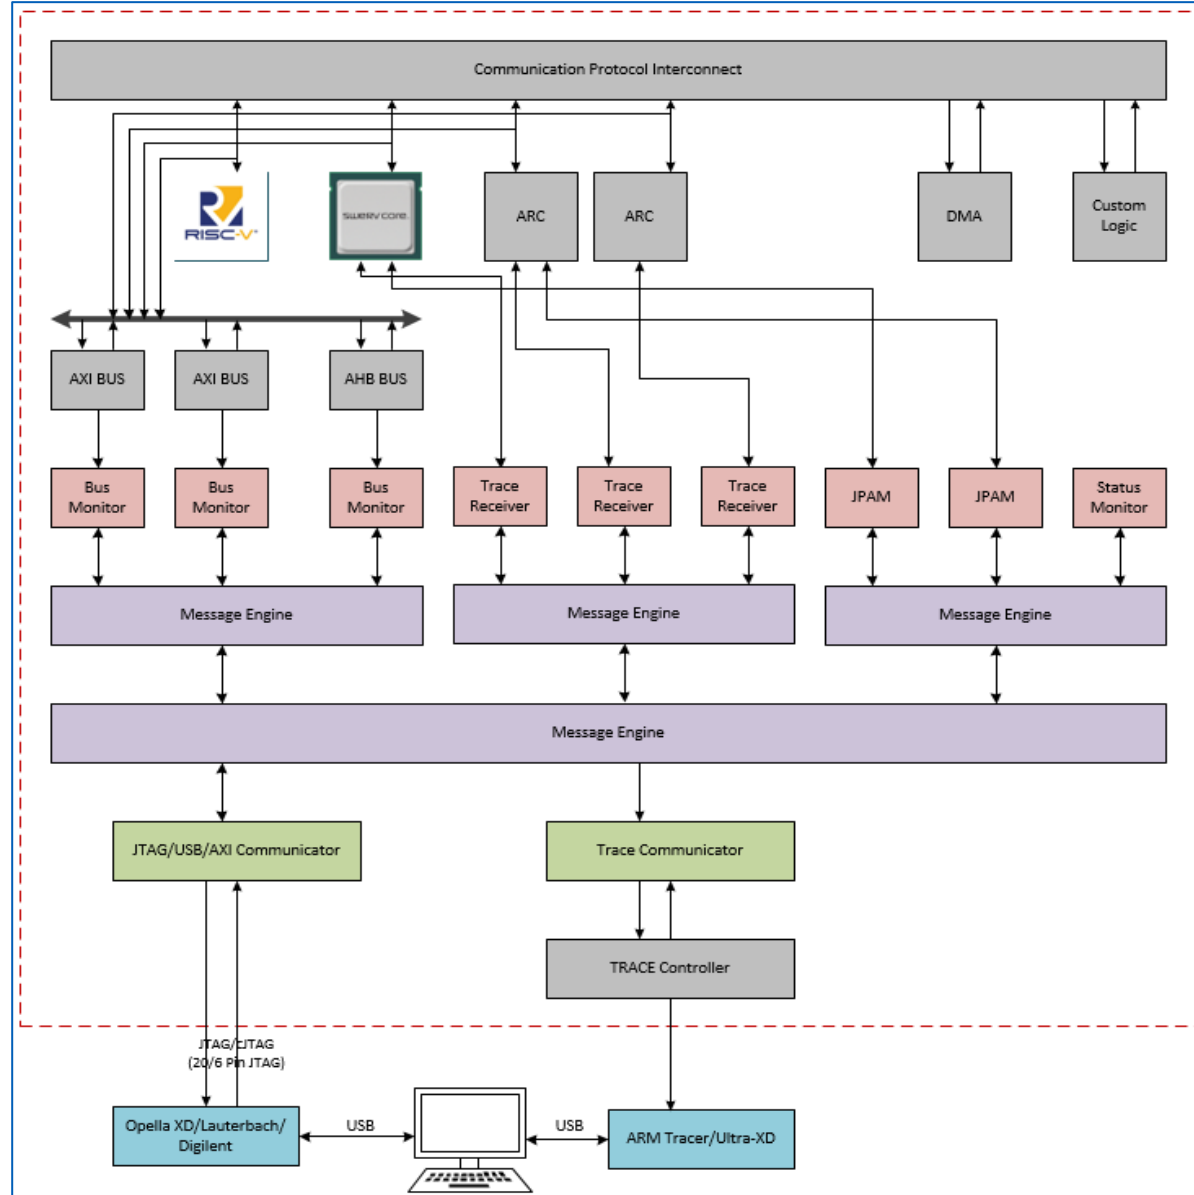 Communication Protocol Interconnect
RISC-V
SWERV CORE
ARC
ARC
DMA
Custom
Logic
AXI BUS
AXI BUS
AHB BUS
Bus
Monitor
Bus
Monitor
Bus
Monitor
Trace
Receiver
Trace
Receiver
Trace
Receiver
JPAM
JPAM
Status
Monitor
Message Engine
Message Engine
Message Engine
Message Engine
JTAG/USB/AXI Communicator
Trace Communicator
TRACE Controller
JTAG/cJTAG
(20/6 Pin JTAG)
Opella XD/Lauterbach/
Digilent
USB
USB
ARM Tracer/Ultra-XD